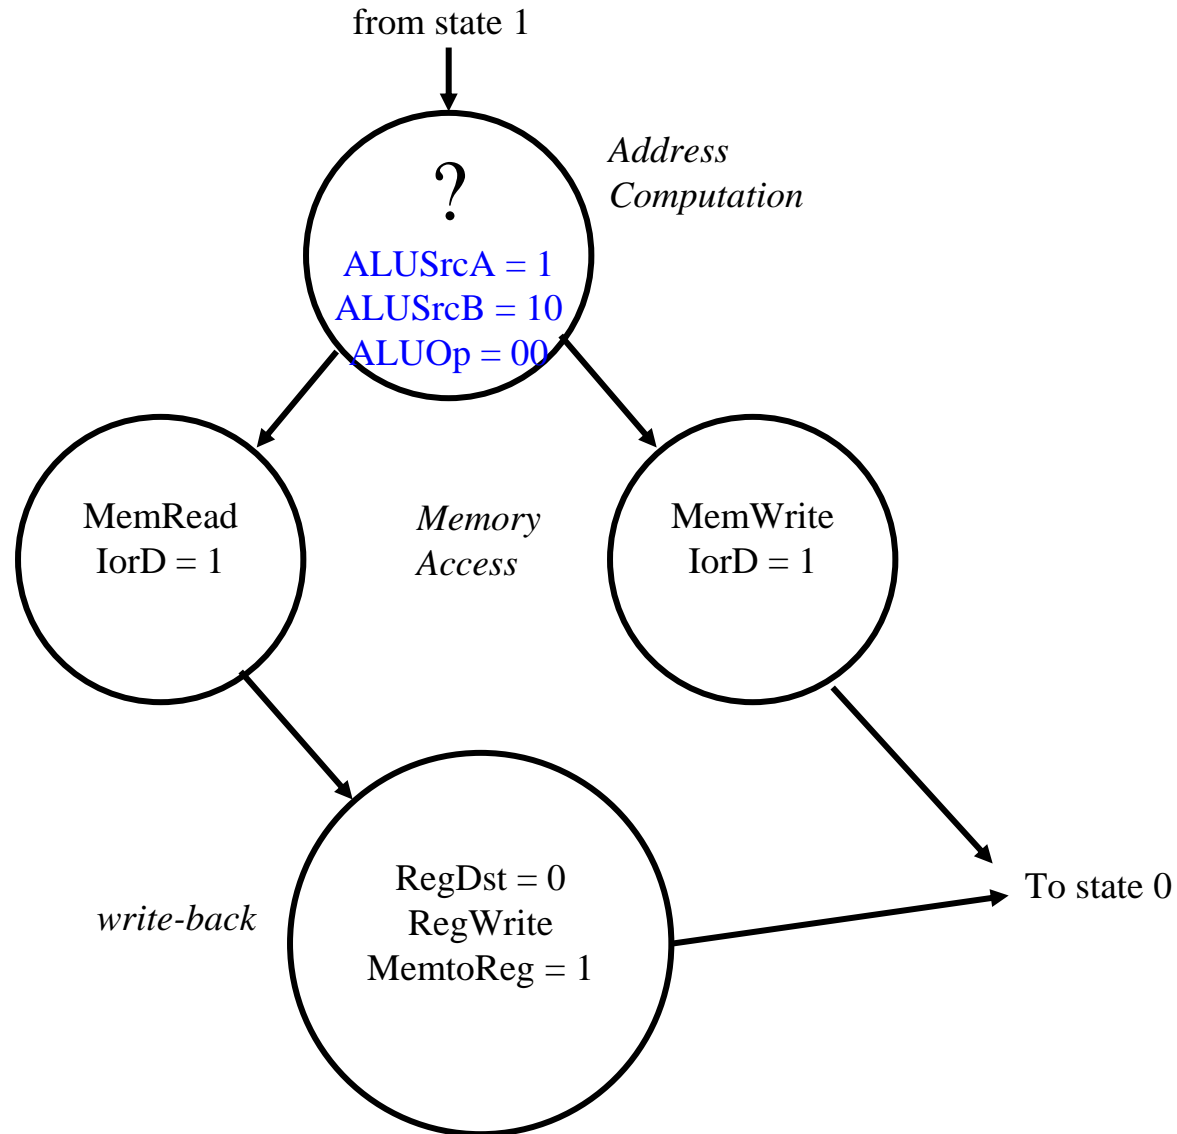 from state 1
?
Address
Computation
ALUSrcA = 1
ALUSrcB = 10
ALUOp = 00
MemRead
IorD = 1
Memory
Access
MemWrite
IorD = 1
write-back
RegDst = 0
RegWrite
MemtoReg = 1
To state 0